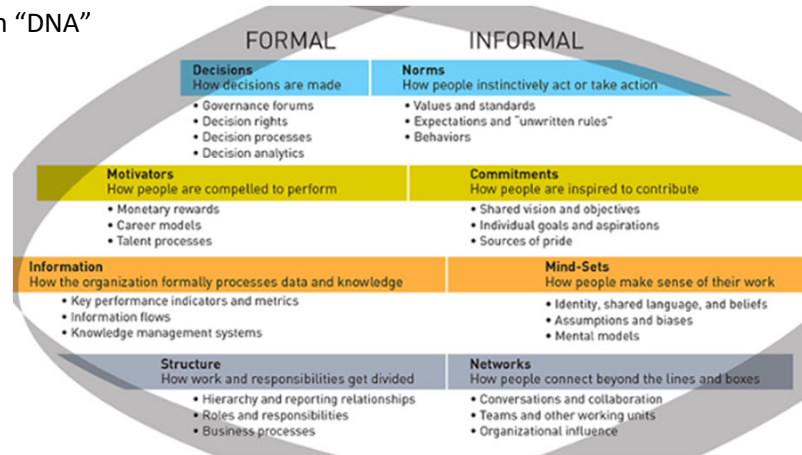 n “DNA”
FORMAL
INFORMAL
Decisions
How decisions are made
• Governance forums
• Decision rights
• Decision processes
• Decision analytics
Norms
How people instinctively act or take action
• Values and standards
• Expectations and "unwritten rules"
• Behaviors
Motivators
How people are compelled to perform
• Monetary rewards
• Career models
• Talent processes
Commitments
How people are inspired to contribute
• Shared vision and objectives
• Individual goals and aspirations
• Sources of pride
Information
How the organization formally processes data and knowledge
• Key performance indicators and metrics
• Information flows
• Knowledge management systems
Mind-Sets
How people make sense of their work
• Identity, shared language, and beliefs
• Assumptions and biases
• Mental models
Structure
How work and responsibilities get divided
• Hierarchy and reporting relationships
• Roles and responsibilities
• Business processes
Networks
How people connect beyond the lines and boxes
• Conversations and collaboration
• Teams and other working units
• Organizational influence